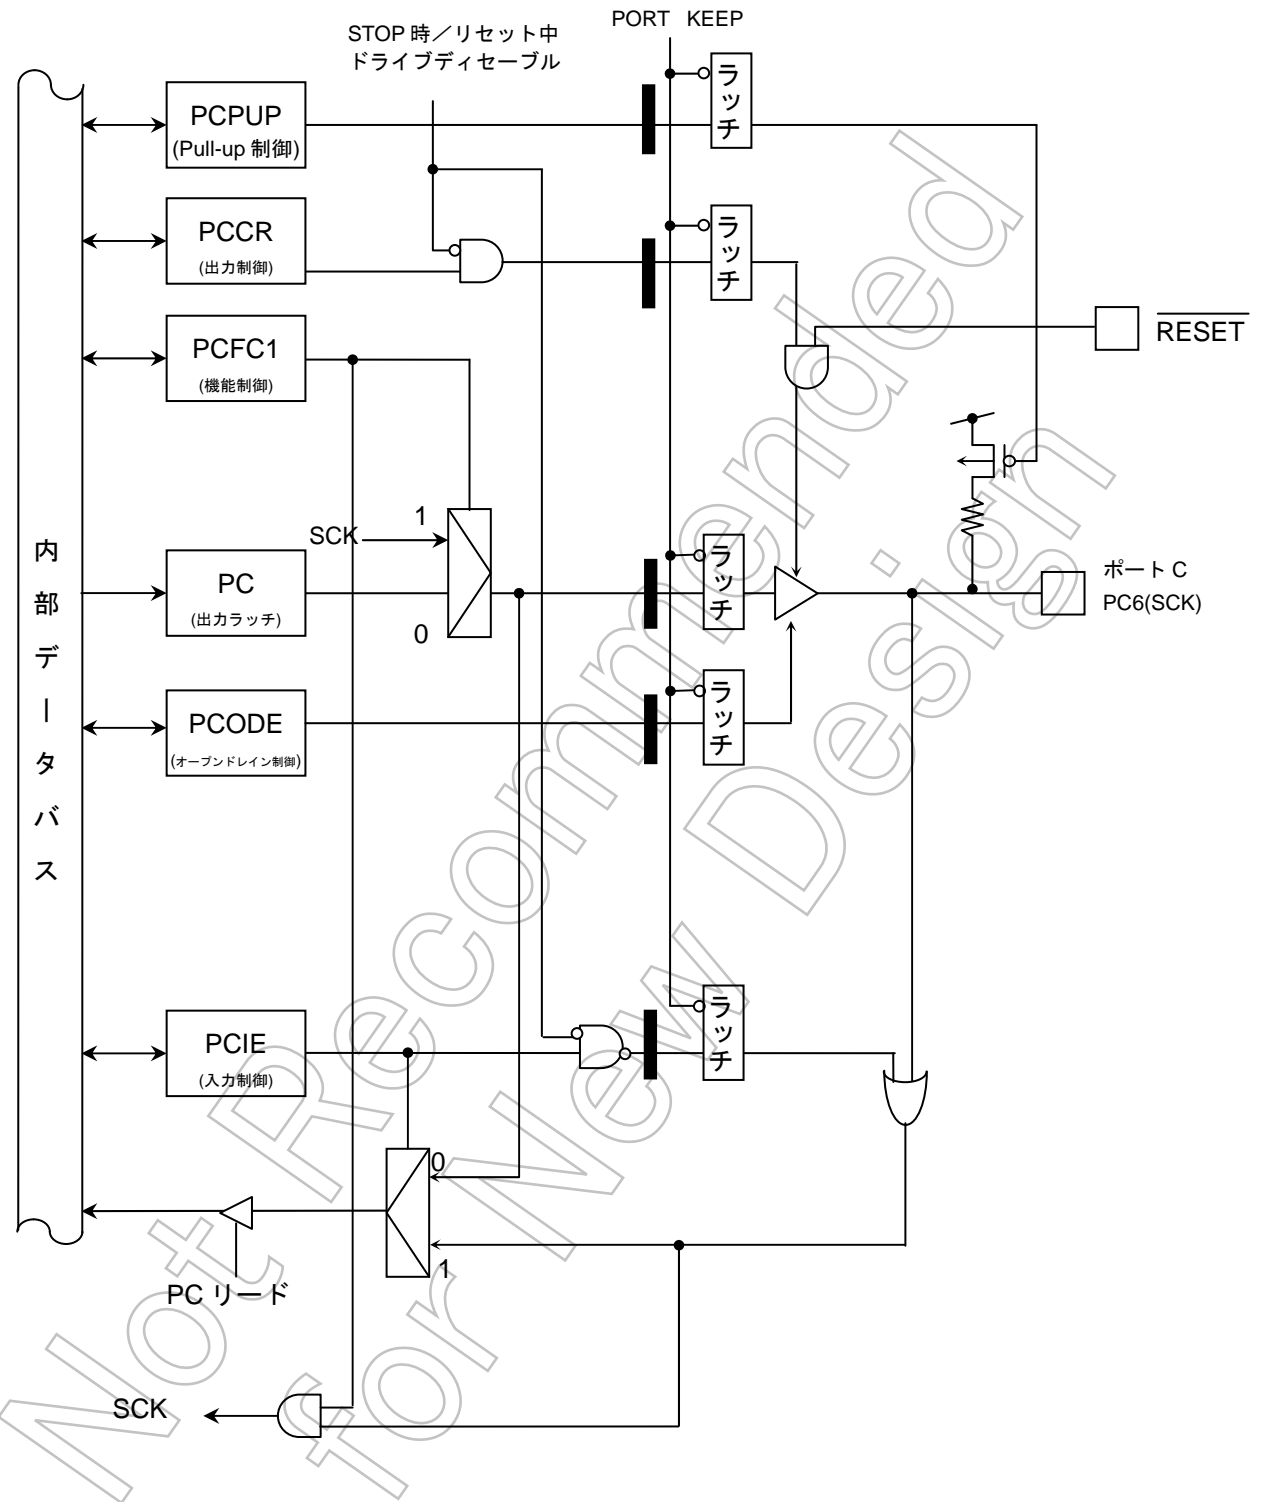 PORT KEEP
STOP 時／リセット中
ドライブディセーブル
PCPUP
(Pull-up 制御)
ラッチ
PCCR
(出力制御)
ラッチ
RESET
PCFC1
(機能制御)
SCK
1
0
内部データバス
PC
(出力ラッチ)
ラッチ
ポート C
PC6(SCK)
PCODE
(オープンドレイン制御)
ラッチ
PCIE
(入力制御)
ラッチ
0
1
PC リード
SCK
Not Recommended
for New Design